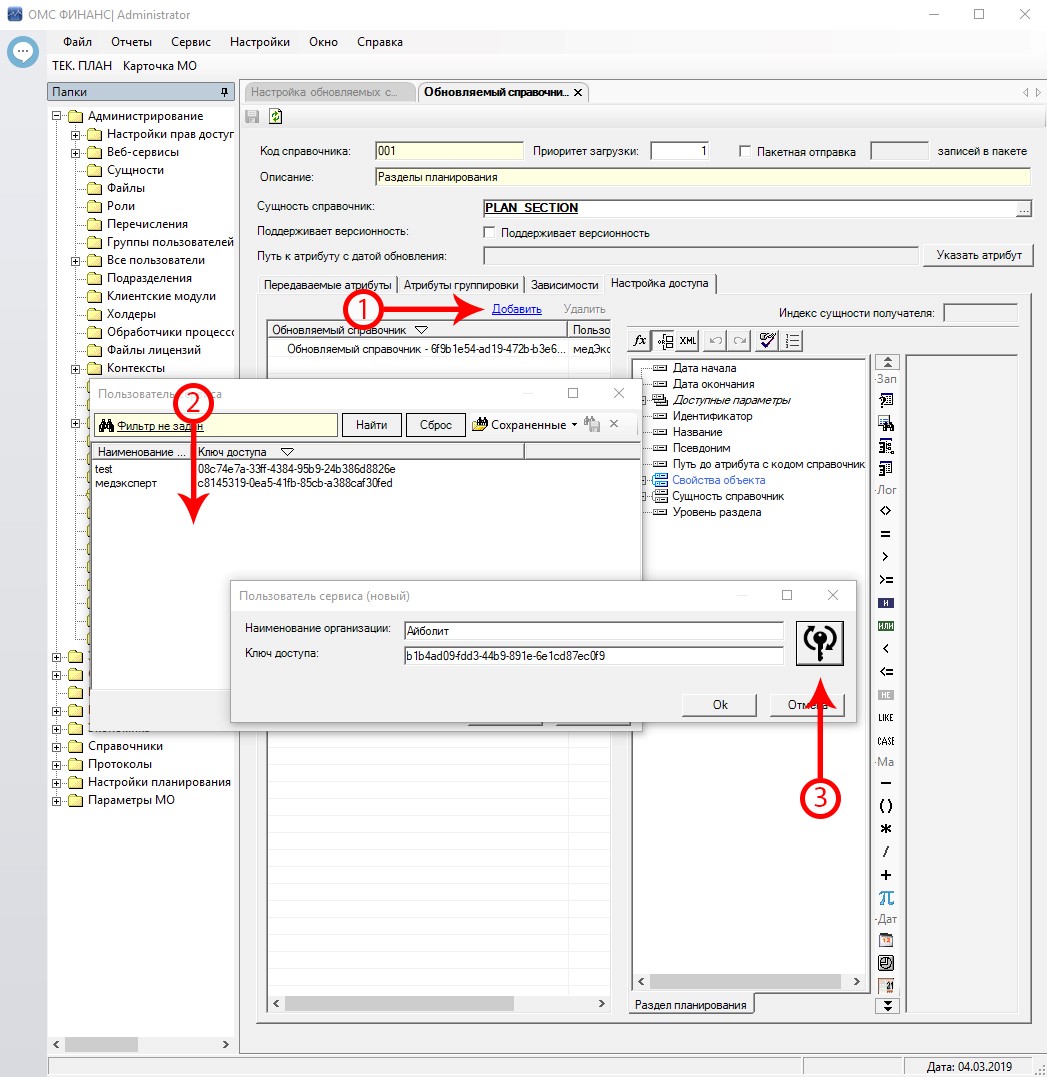 ОМС ФИНАНС| Administrator
Файл Отчеты Сервис Настройки Окно Справка
ТЕК. ПЛАН Карточка МО
Папки
Администрирование
Настройки прав доступ
Веб-сервисы
Сущности
Файлы
Роли
Перечисления
Группы пользователей
Все пользователи
Подразделения
Клиентские модули
Холдеры
Обработчики процессо
Файлы лицензий
Контексты
Справочники
Протоколы
Настройки планирования
Параметры МО
Настройка обновляемых с... Обновляемый справочни...
Код справочника: 001 Приоритет загрузки: 1 Пакетная отправка записей в пакете
Описание: Разделы планирования
Сущность справочник: PLAN_SECTION ...
Поддерживает версионность: Поддерживает версионность
Путь к атрибуту с датой обновления: Указать атрибут
Передаваемые атрибуты Атрибуты группировки Зависимости Настройка доступа
1 Добавить Удалить
Индекс сущности получателя:
Обновляемый справочник Пользо
Обновляемый справочник - 6f9b1e54-ad19-472b-b3e6... медЭкс
fx XML
Дата начала
Дата окончания
Доступные параметры
Идентификатор
Название
Псевдоним
Путь до атрибута с кодом справочник
Свойства объекта
Сущность справочник
Уровень раздела
Раздел планирования
Зап
Лог
<>
=
>
>=
И
ИЛИ
<
<=
НЕ
LIKE
CASE
Ма
−
( )
*
/
+
π
Дат
12
31
2
Фильтр не задан Найти Сброс Сохраненные
Наименование ... Ключ доступа
test 08c74e7a-33ff-4384-95b9-24b386d8826e
медэксперт c8145319-0ea5-41fb-85cb-a388caf30fed
Пользователь сервиса (новый)
Наименование организации: Айболит
Ключ доступа: b1b4ad09-fdd3-44b9-891e-6e1cd87ec0f9
Ok Отмена
3
Дата: 04.03.2019